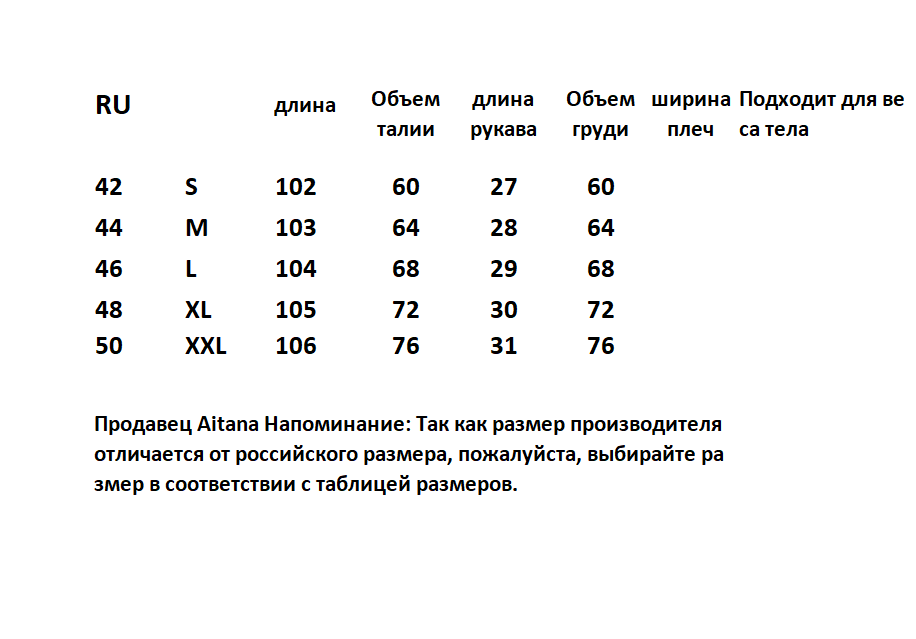 RU длина Объем талии длина рукава Объем груди ширина плеч Подходит для ве са тела
42 S 102 60 27 60
44 M 103 64 28 64
46 L 104 68 29 68
48 XL 105 72 30 72
50 XXL 106 76 31 76
Продавец Aitana Напоминание: Так как размер производителя
отличается от российского размера, пожалуйста, выбирайте ра
змер в соответствии с таблицей размеров.